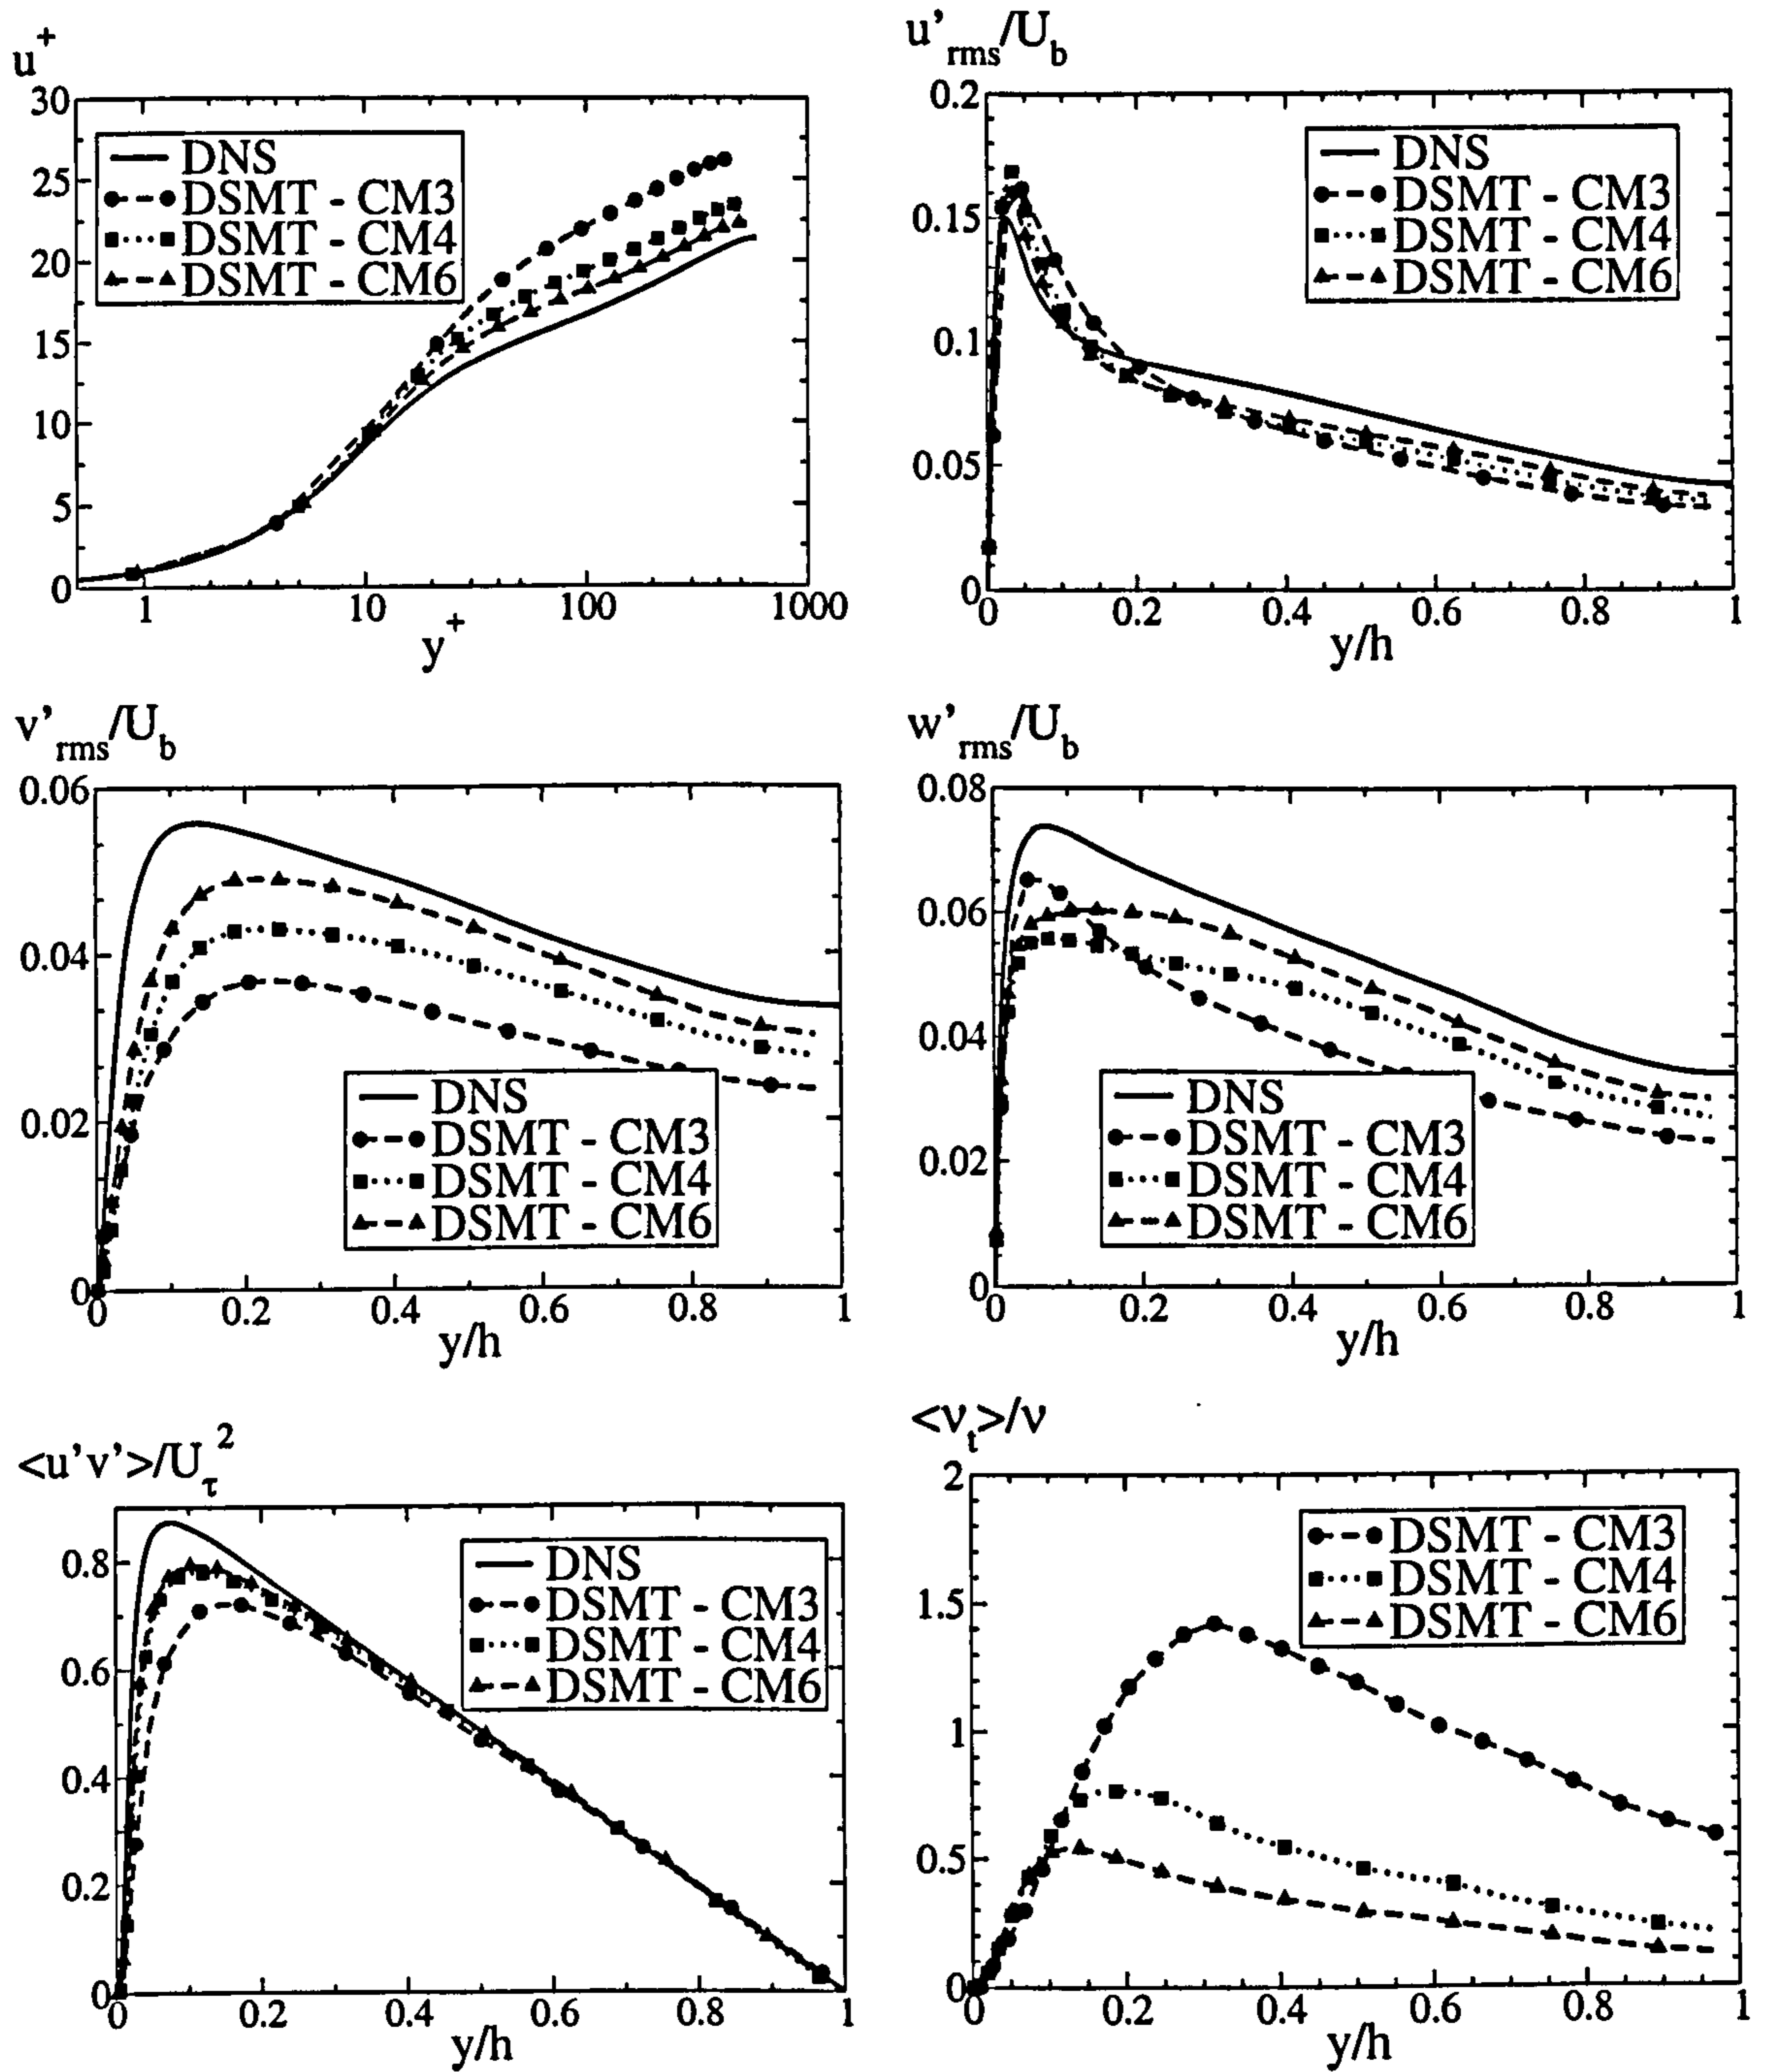 u+
30
25
20
15
10
5
0
DNS
DSMT - CM3
DSMT - CM4
DSMT - CM6
1 10 100 1000
y+
u'rms/Ub
0.2
0.15
0.1
0.05
0
DNS
DSMT - CM3
DSMT - CM4
DSMT - CM6
0 0.2 0.4 0.6 0.8 1
y/h
v'rms/Ub
0.06
0.04
0.02
0
DNS
DSMT - CM3
DSMT - CM4
DSMT - CM6
0 0.2 0.4 0.6 0.8 1
y/h
w'rms/Ub
0.08
0.06
0.04
0.02
0
DNS
DSMT - CM3
DSMT - CM4
DSMT - CM6
0 0.2 0.4 0.6 0.8 1
y/h
<u'v'>/Uτ2
0.8
0.6
0.4
0.2
0
DNS
DSMT - CM3
DSMT - CM4
DSMT - CM6
0 0.2 0.4 0.6 0.8 1
y/h
<νt>/ν
2
1.5
1
0.5
0
DSMT - CM3
DSMT - CM4
DSMT - CM6
0 0.2 0.4 0.6 0.8 1
y/h